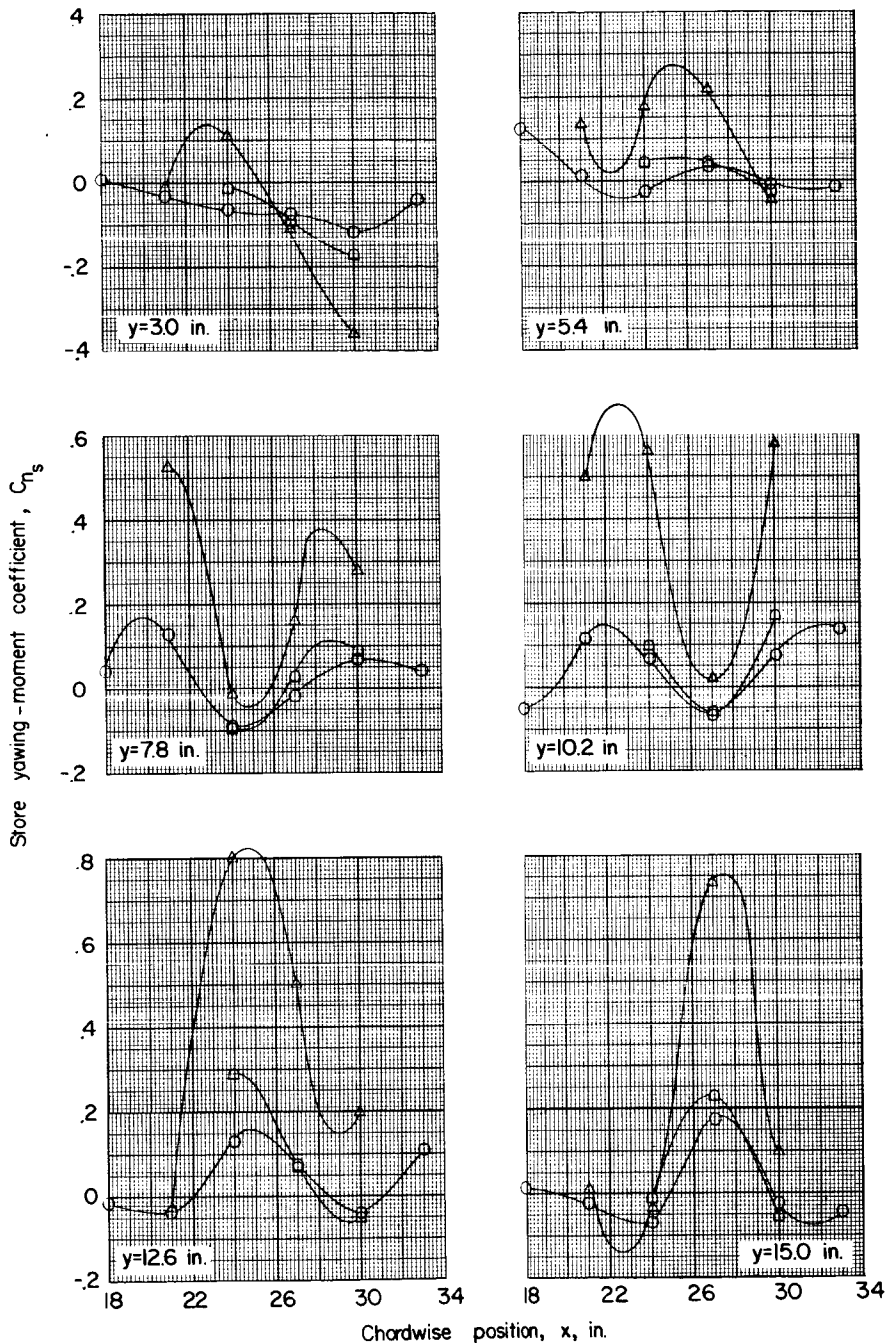 .4
.2
0
-.2
-.4
y=3.0 in.
y=5.4 in.
.6
.4
.2
0
-.2
y=7.8 in.
y=10.2 in.
Store yawing-moment coefficient, Cns
.8
.6
.4
.2
0
-.2
y=12.6 in.
y=15.0 in.
18 22 26 30 34
18 22 26 30 34
Chordwise position, x, in.